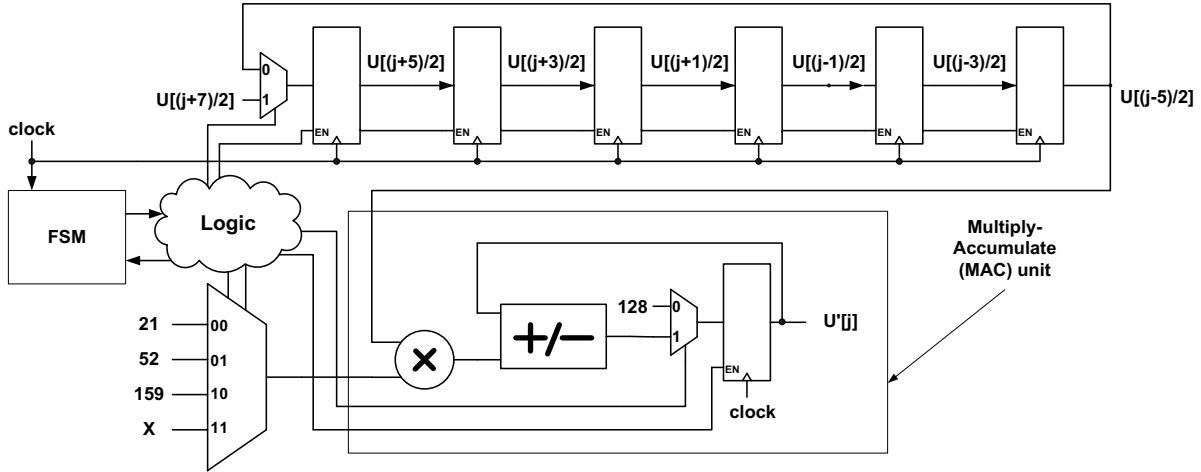 0
U[(j+7)/2]
1
U[(j+5)/2]
U[(j+3)/2]
U[(j+1)/2]
U[(j-1)/2]
U[(j-3)/2]
U[(j-5)/2]
EN
EN
EN
EN
EN
EN
clock
FSM
Logic
Multiply-
Accumulate
(MAC) unit
21
00
52
01
159
10
X
11
×
+/−
128
0
1
EN
U'[j]
clock